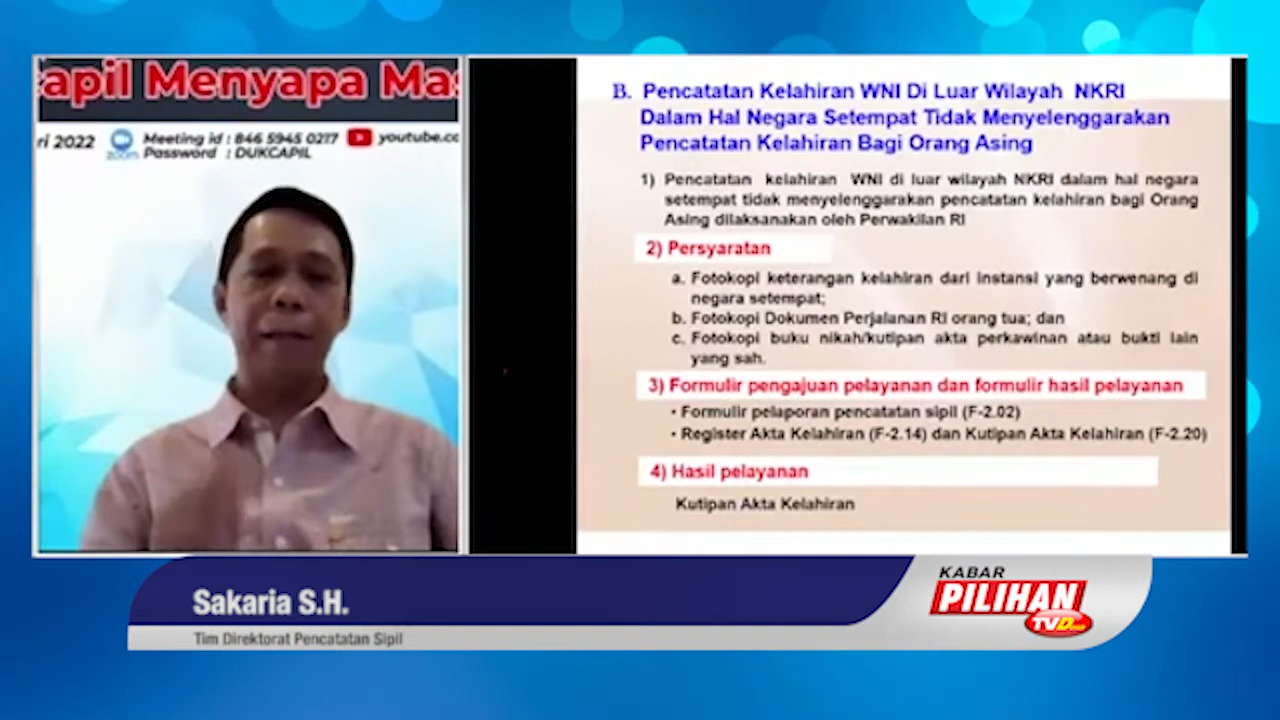 capil Menyapa Mas
ri 2022
zoom
Meeting id : 846 5945 0217
Password : DUKCAPIL
youtube.co
B. Pencatatan Kelahiran WNI Di Luar Wilayah NKRI
Dalam Hal Negara Setempat Tidak Menyelenggarakan
Pencatatan Kelahiran Bagi Orang Asing
1) Pencatatan kelahiran WNI di luar wilayah NKRI dalam hal negara
setempat tidak menyelenggarakan pencatatan kelahiran bagi Orang
Asing dilaksanakan oleh Perwakilan RI
2) Persyaratan
a. Fotokopi keterangan kelahiran dari instansi yang berwenang di
negara setempat;
b. Fotokopi Dokumen Perjalanan RI orang tua; dan
c. Fotokopi buku nikah/kutipan akta perkawinan atau bukti lain
yang sah.
3) Formulir pengajuan pelayanan dan formulir hasil pelayanan
• Formulir pelaporan pencatatan sipil (F-2.02)
• Register Akta Kelahiran (F-2.14) dan Kutipan Akta Kelahiran (F-2.20)
4) Hasil pelayanan
Kutipan Akta Kelahiran
Sakaria S.H.
Tim Direktorat Pencatatan Sipil
KABAR
PILIHAN
TVD